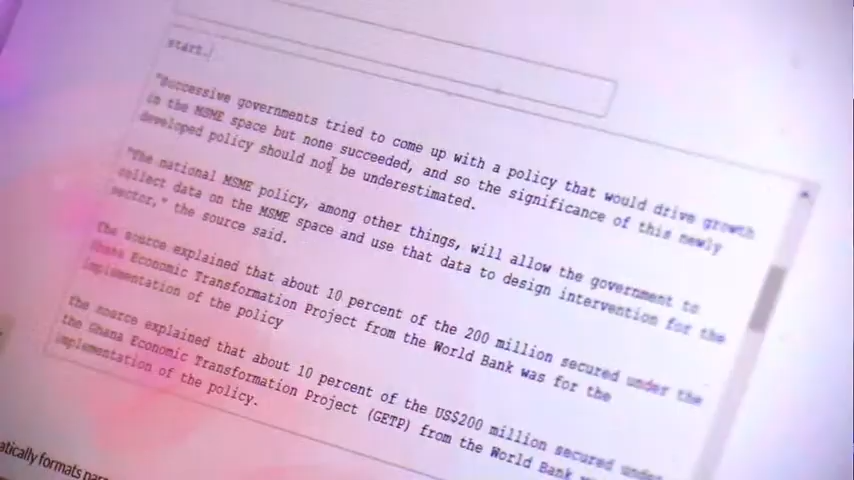 start.
"Successive governments tried to come up with a policy that would drive growth
in the MSME space but none succeeded, and so the significance of this newly
developed policy should not be underestimated.
"The national MSME policy, among other things, will allow the government to
collect data on the MSME space and use that data to design intervention for the
sector," the source said.
The source explained that about 10 percent of the 200 million secured under the
Ghana Economic Transformation Project from the World Bank was for the
implementation of the policy
the source explained that about 10 percent of the US$200 million secured under
the Ghana Economic Transformation Project (GETP) from the World Bank
implementation of the policy.
atically formats